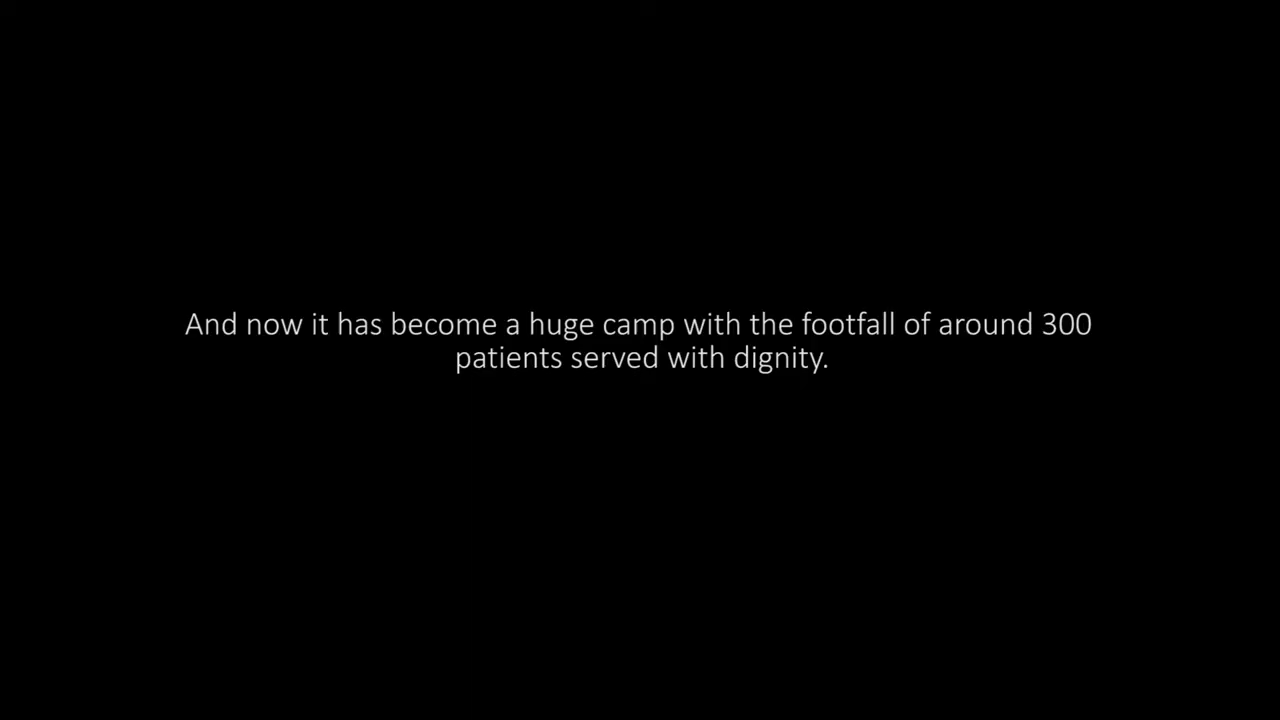 And now it has become a huge camp with the footfall of around 300
patients served with dignity.